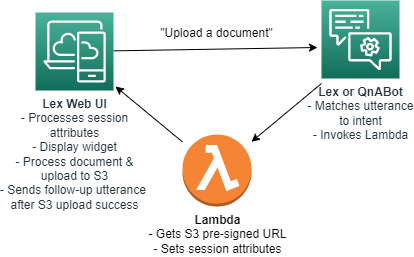 "Upload a document"
Lex Web UI
- Processes session
attributes
- Display widget
- Process document &
upload to S3
- Sends follow-up utterance
after S3 upload success
Lex or QnABot
- Matches utterance
to intent
- Invokes Lambda
Lambda
- Gets S3 pre-signed URL
- Sets session attributes